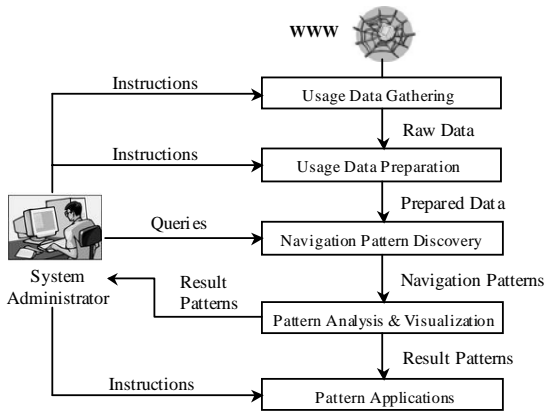 WWW
Instructions
Usage Data Gathering
Raw Data
Instructions
Usage Data Preparation
Prepared Data
Queries
Navigation Pattern Discovery
System
Administrator
Result
Patterns
Navigation Patterns
Pattern Analysis & Visualization
Result Patterns
Instructions
Pattern Applications